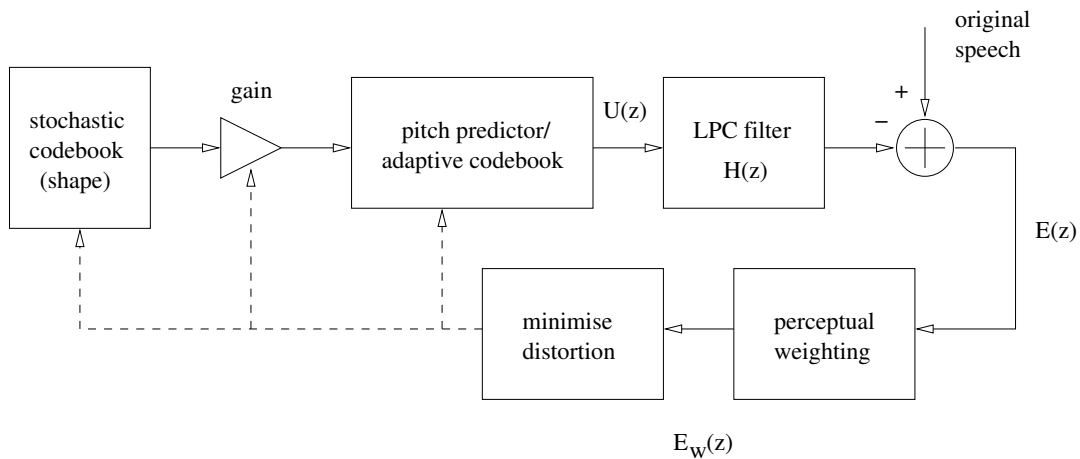 original
speech
gain
+
−
stochastic
codebook
(shape)
pitch predictor/
adaptive codebook
U(z)
LPC filter
H(z)
E(z)
minimise
distortion
perceptual
weighting
E_w(z)